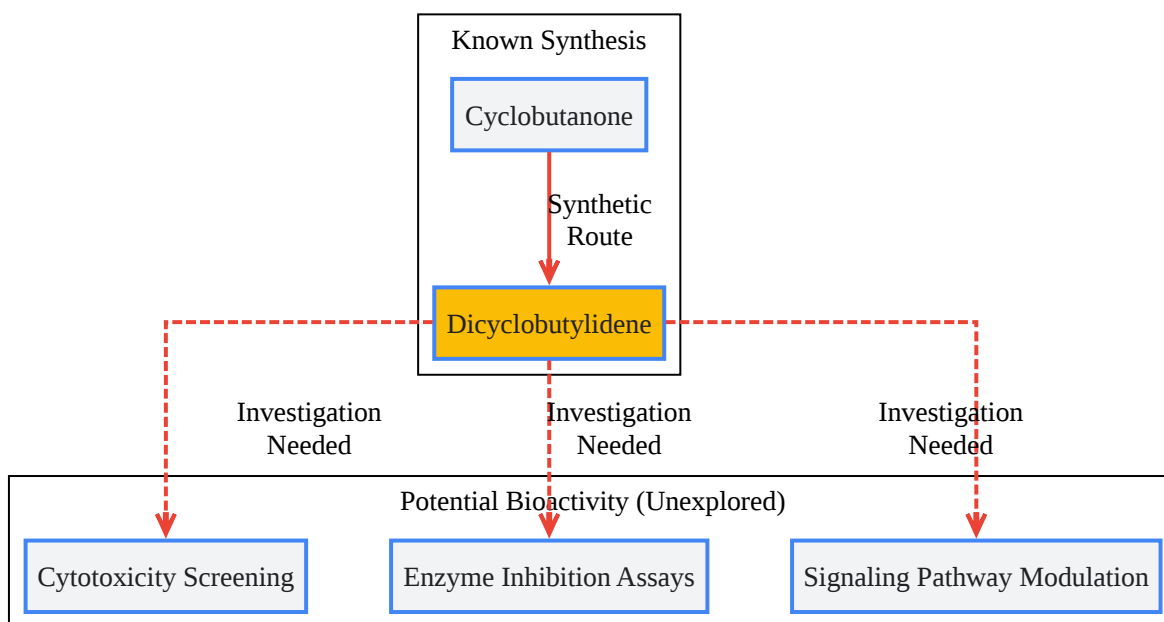 Known Synthesis
Cyclobutanone
Synthetic
Route
Dicyclobutylidene
Investigation
Needed
Investigation
Needed
Investigation
Needed
Potential Bioactivity (Unexplored)
Cytotoxicity Screening
Enzyme Inhibition Assays
Signaling Pathway Modulation